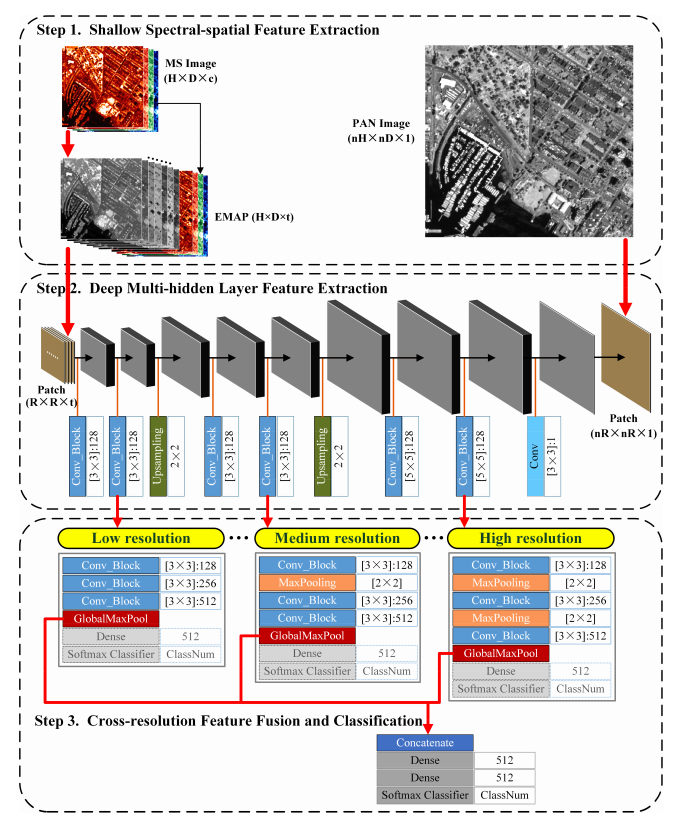 Step 1. Shallow Spectral-spatial Feature Extraction
MS Image
(H×D×c)
PAN Image
(nH×nD×1)
EMAP (H×D×t)
Step 2. Deep Multi-hidden Layer Feature Extraction
Patch
(R×R×t)
Patch
(nR×nR×1)
Conv_Block
[3×3]:128
Conv_Block
[3×3]:128
Upsampling
2×2
Conv_Block
[3×3]:128
Conv_Block
[3×3]:128
Upsampling
2×2
Conv_Block
[5×5]:128
Conv_Block
[5×5]:128
Conv
[3×3]:1
Low resolution ••• Medium resolution ••• High resolution
Conv_Block [3×3]:128
Conv_Block [3×3]:256
Conv_Block [3×3]:512
GlobalMaxPool
Dense 512
Softmax Classifier ClassNum
Conv_Block [3×3]:128
MaxPooling [2×2]
Conv_Block [3×3]:256
Conv_Block [3×3]:512
GlobalMaxPool
Dense 512
Softmax Classifier ClassNum
Conv_Block [3×3]:128
MaxPooling [2×2]
Conv_Block [3×3]:256
MaxPooling [2×2]
Conv_Block [3×3]:512
GlobalMaxPool
Dense 512
Softmax Classifier ClassNum
Step 3. Cross-resolution Feature Fusion and Classification
Concatenate
Dense 512
Dense 512
Softmax Classifier ClassNum